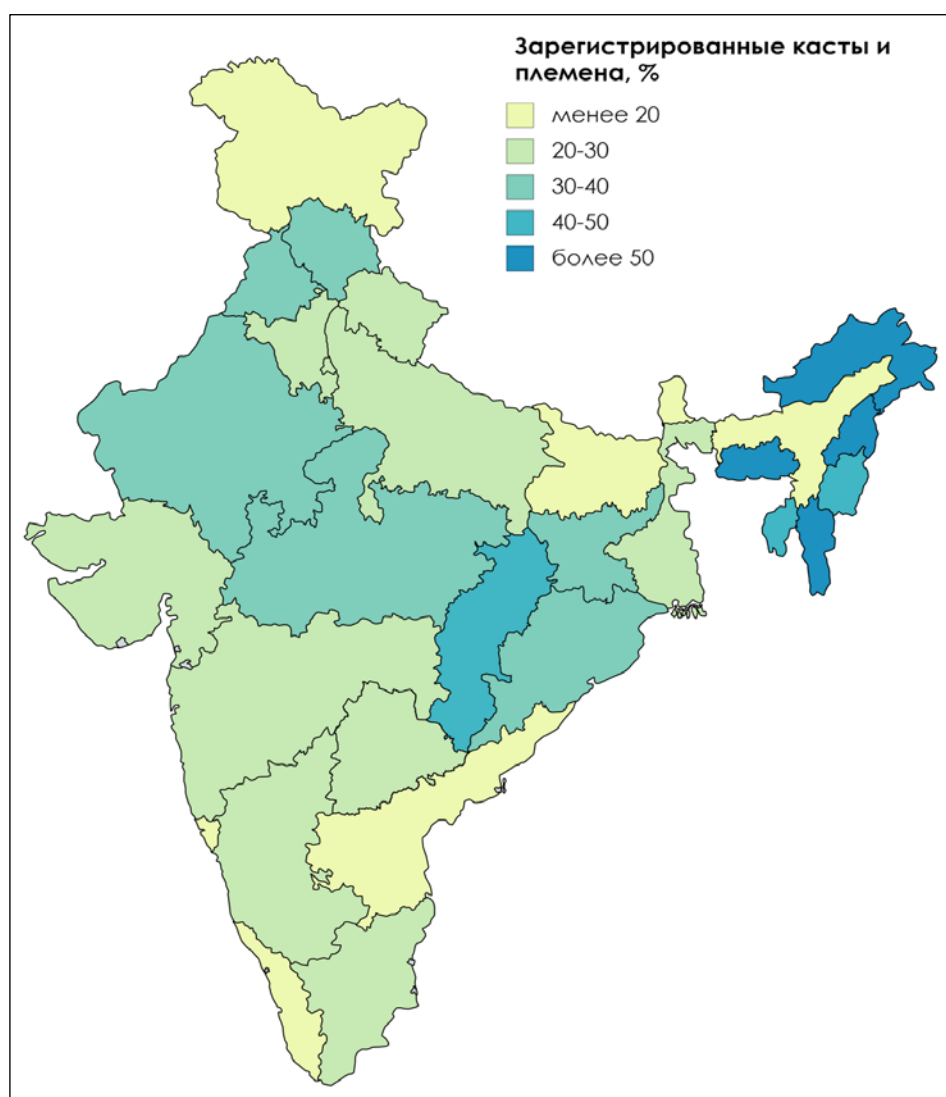 Зарегистрированные касты и
племена, %
менее 20
20-30
30-40
40-50
более 50